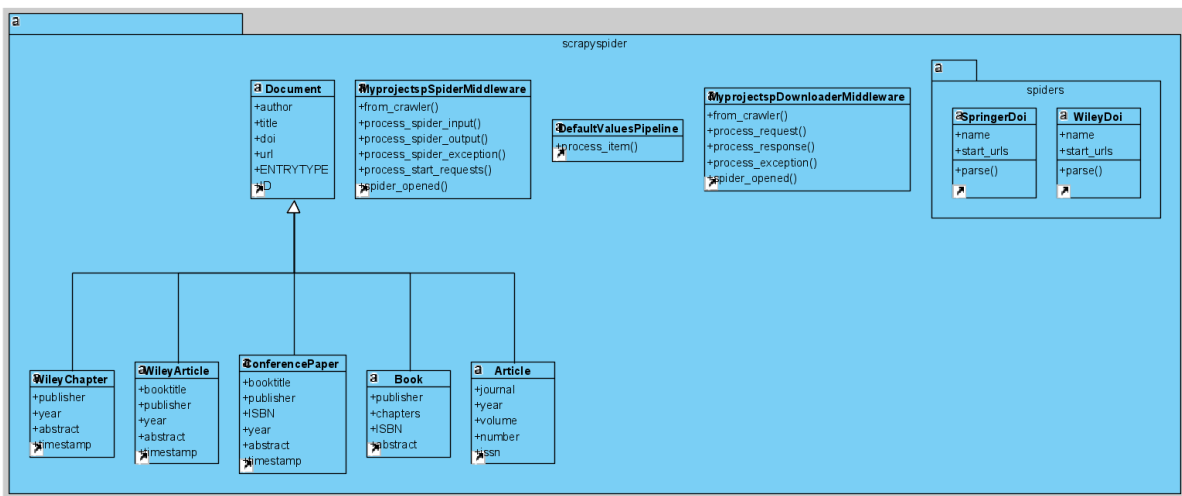 a
scrapyspider
a Document
+author
+title
+doi
+url
+ENTRYTYPE
+ID
a MyprojectspSpiderMiddleware
+from_crawler()
+process_spider_input()
+process_spider_output()
+process_spider_exception()
+process_start_requests()
+spider_opened()
a DefaultValuesPipeline
+process_item()
a MyprojectspDownloaderMiddleware
+from_crawler()
+process_request()
+process_response()
+process_exception()
+spider_opened()
a
spiders
a SpringerDoi
+name
+start_urls
+parse()
a WileyDoi
+name
+start_urls
+parse()
a WileyChapter
+publisher
+year
+abstract
+timestamp
a WileyArticle
+booktitle
+publisher
+year
+abstract
+timestamp
a ConferencePaper
+booktitle
+publisher
+ISBN
+year
+abstract
+timestamp
a Book
+publisher
+chapters
+ISBN
+abstract
a Article
+journal
+year
+volume
+number
+issn